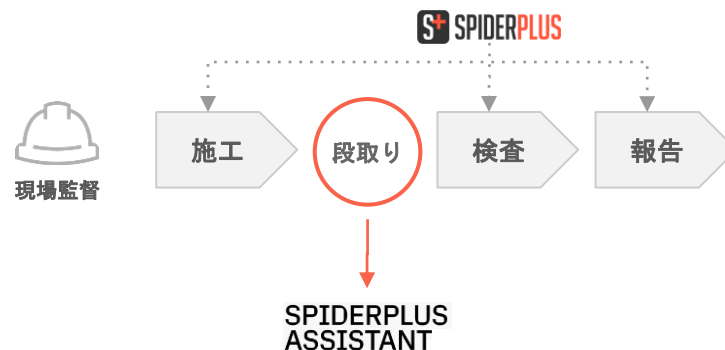 S+ SPIDERPLUS
施工
段取り
検査
報告
現場監督
SPIDERPLUS
ASSISTANT